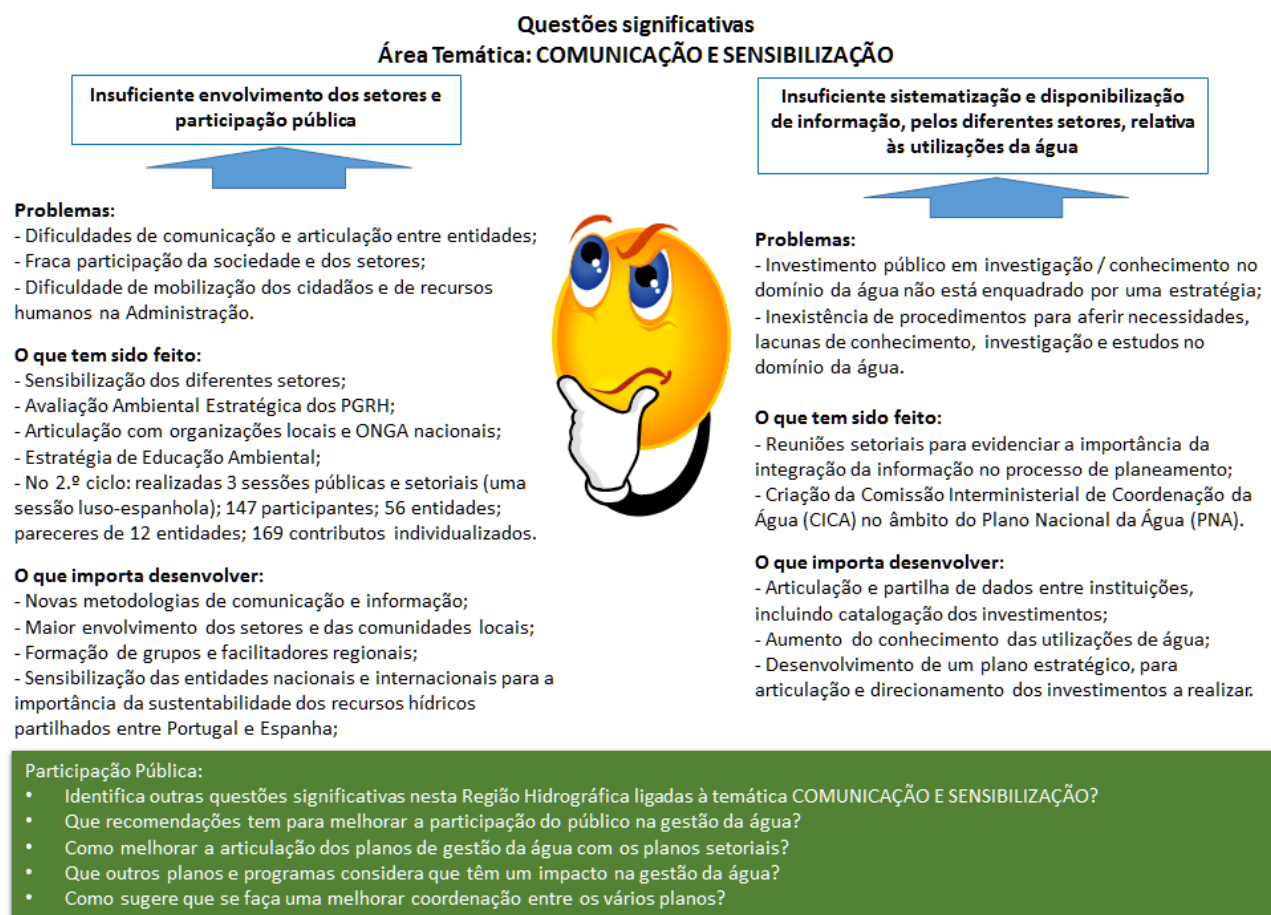 Questões significativas
Área Temática: COMUNICAÇÃO E SENSIBILIZAÇÃO
Insuficiente envolvimento dos setores e
participação pública
Problemas:
- Dificuldades de comunicação e articulação entre entidades;
- Fraca participação da sociedade e dos setores;
- Dificuldade de mobilização dos cidadãos e de recursos
humanos na Administração.
O que tem sido feito:
- Sensibilização dos diferentes setores;
- Avaliação Ambiental Estratégica dos PGRH;
- Articulação com organizações locais e ONGA nacionais;
- Estratégia de Educação Ambiental;
- No 2.º ciclo: realizadas 3 sessões públicas e setoriais (uma
sessão luso-espanhola); 147 participantes; 56 entidades;
pareceres de 12 entidades; 169 contributos individualizados.
O que importa desenvolver:
- Novas metodologias de comunicação e informação;
- Maior envolvimento dos setores e das comunidades locais;
- Formação de grupos e facilitadores regionais;
- Sensibilização das entidades nacionais e internacionais para a
importância da sustentabilidade dos recursos hídricos
partilhados entre Portugal e Espanha;
Insuficiente sistematização e disponibilização
de informação, pelos diferentes setores, relativa
às utilizações da água
Problemas:
- Investimento público em investigação / conhecimento no
domínio da água não está enquadrado por uma estratégia;
- Inexistência de procedimentos para aferir necessidades,
lacunas de conhecimento, investigação e estudos no
domínio da água.
O que tem sido feito:
- Reuniões setoriais para evidenciar a importância da
integração da informação no processo de planeamento;
- Criação da Comissão Interministerial de Coordenação da
Água (CICA) no âmbito do Plano Nacional da Água (PNA).
O que importa desenvolver:
- Articulação e partilha de dados entre instituições,
incluindo catalogação dos investimentos;
- Aumento do conhecimento das utilizações de água;
- Desenvolvimento de um plano estratégico, para
articulação e direcionamento dos investimentos a realizar.
Participação Pública:
• Identifica outras questões significativas nesta Região Hidrográfica ligadas à temática COMUNICAÇÃO E SENSIBILIZAÇÃO?
• Que recomendações tem para melhorar a participação do público na gestão da água?
• Como melhorar a articulação dos planos de gestão da água com os planos setoriais?
• Que outros planos e programas considera que têm um impacto na gestão da água?
• Como sugere que se faça uma melhorar coordenação entre os vários planos?